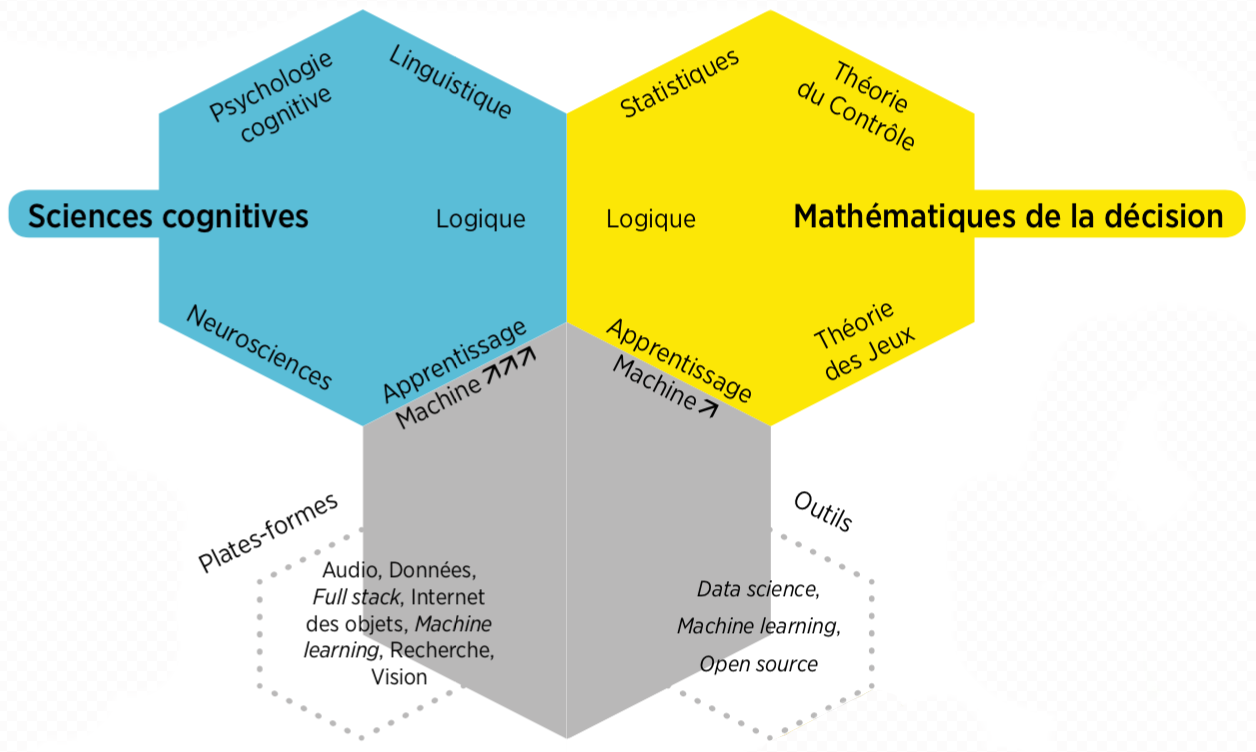 Psychologie
cognitive
Linguistique
Statistiques
Théorie
du Contrôle
Sciences cognitives
Logique
Logique
Mathématiques de la décision
Neurosciences
Apprentissage
Machine ↗↗↗
Apprentissage
Machine ↗
Théorie
des Jeux
Plates-formes
Audio, Données,
Full stack, Internet
des objets, Machine
learning, Recherche,
Vision
Outils
Data science,
Machine learning,
Open source